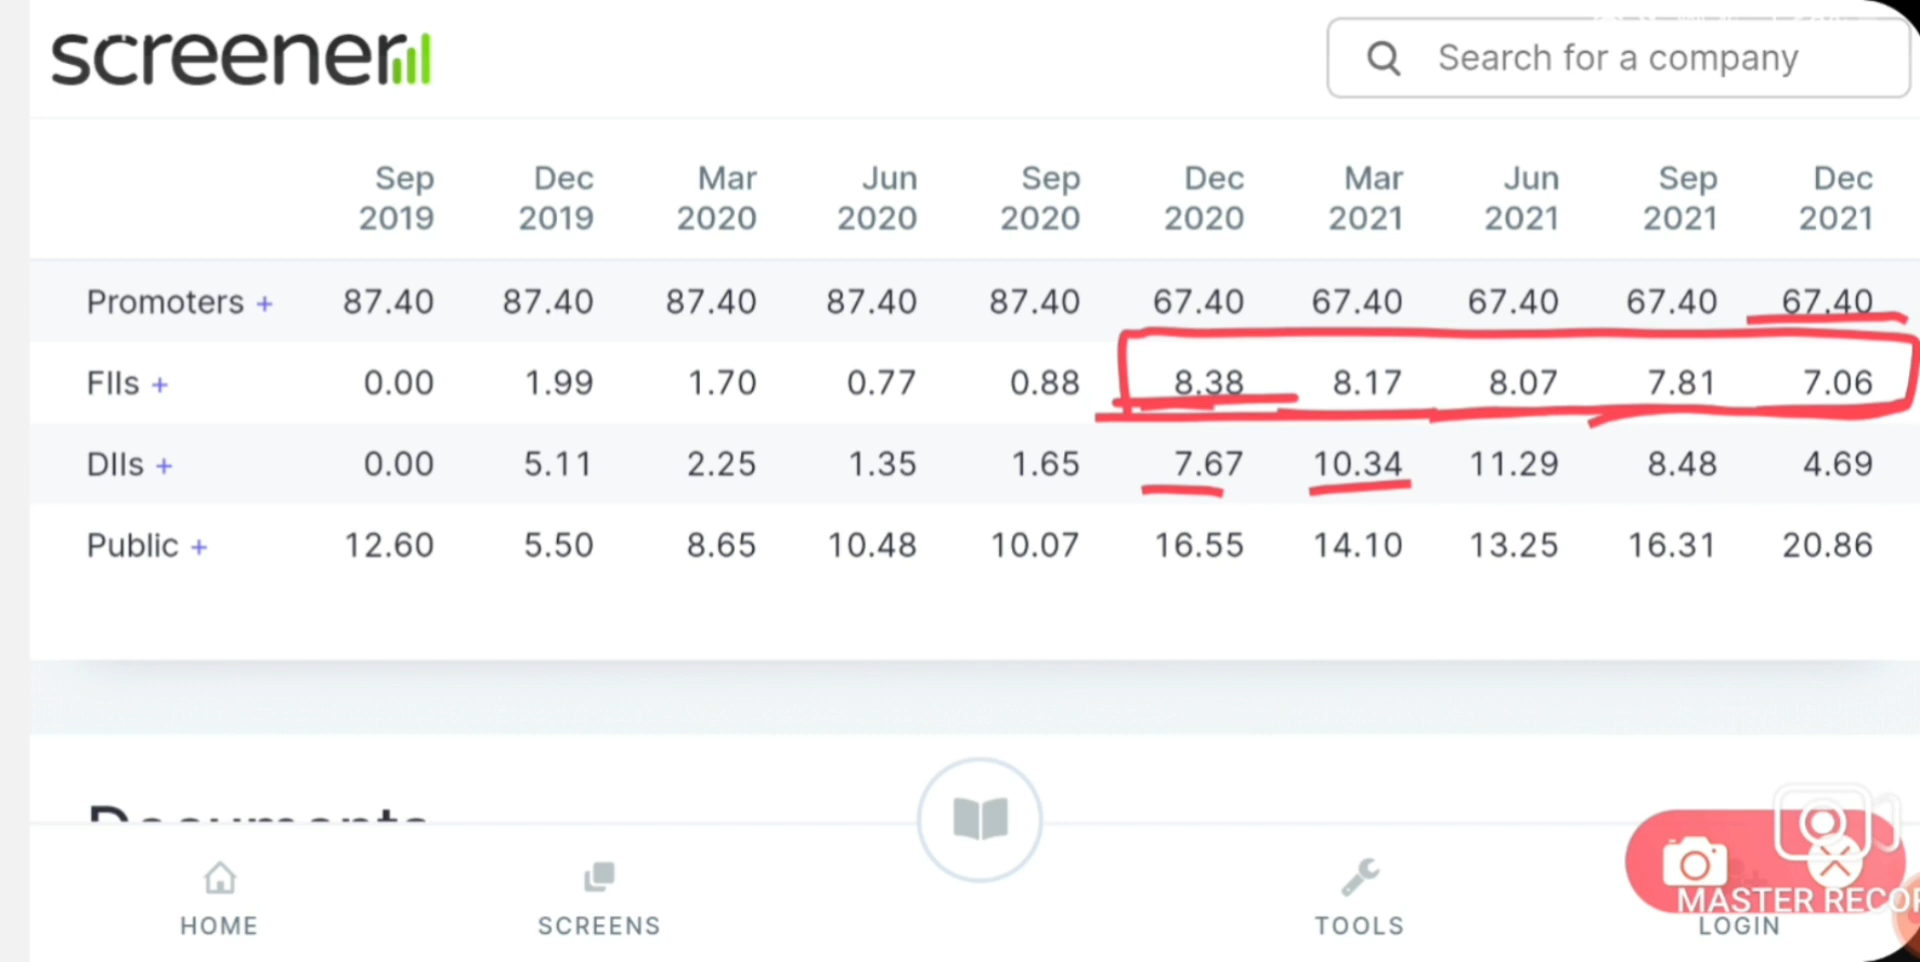 screener
Search for a company
Sep 2019 Dec 2019 Mar 2020 Jun 2020 Sep 2020 Dec 2020 Mar 2021 Jun 2021 Sep 2021 Dec 2021
Promoters + 87.40 87.40 87.40 87.40 87.40 67.40 67.40 67.40 67.40 67.40
FIIs + 0.00 1.99 1.70 0.77 0.88 8.38 8.17 8.07 7.81 7.06
DIIs + 0.00 5.11 2.25 1.35 1.65 7.67 10.34 11.29 8.48 4.69
Public + 12.60 5.50 8.65 10.48 10.07 16.55 14.10 13.25 16.31 20.86
Documents
MASTER RECOR
HOME SCREENS TOOLS LOGIN